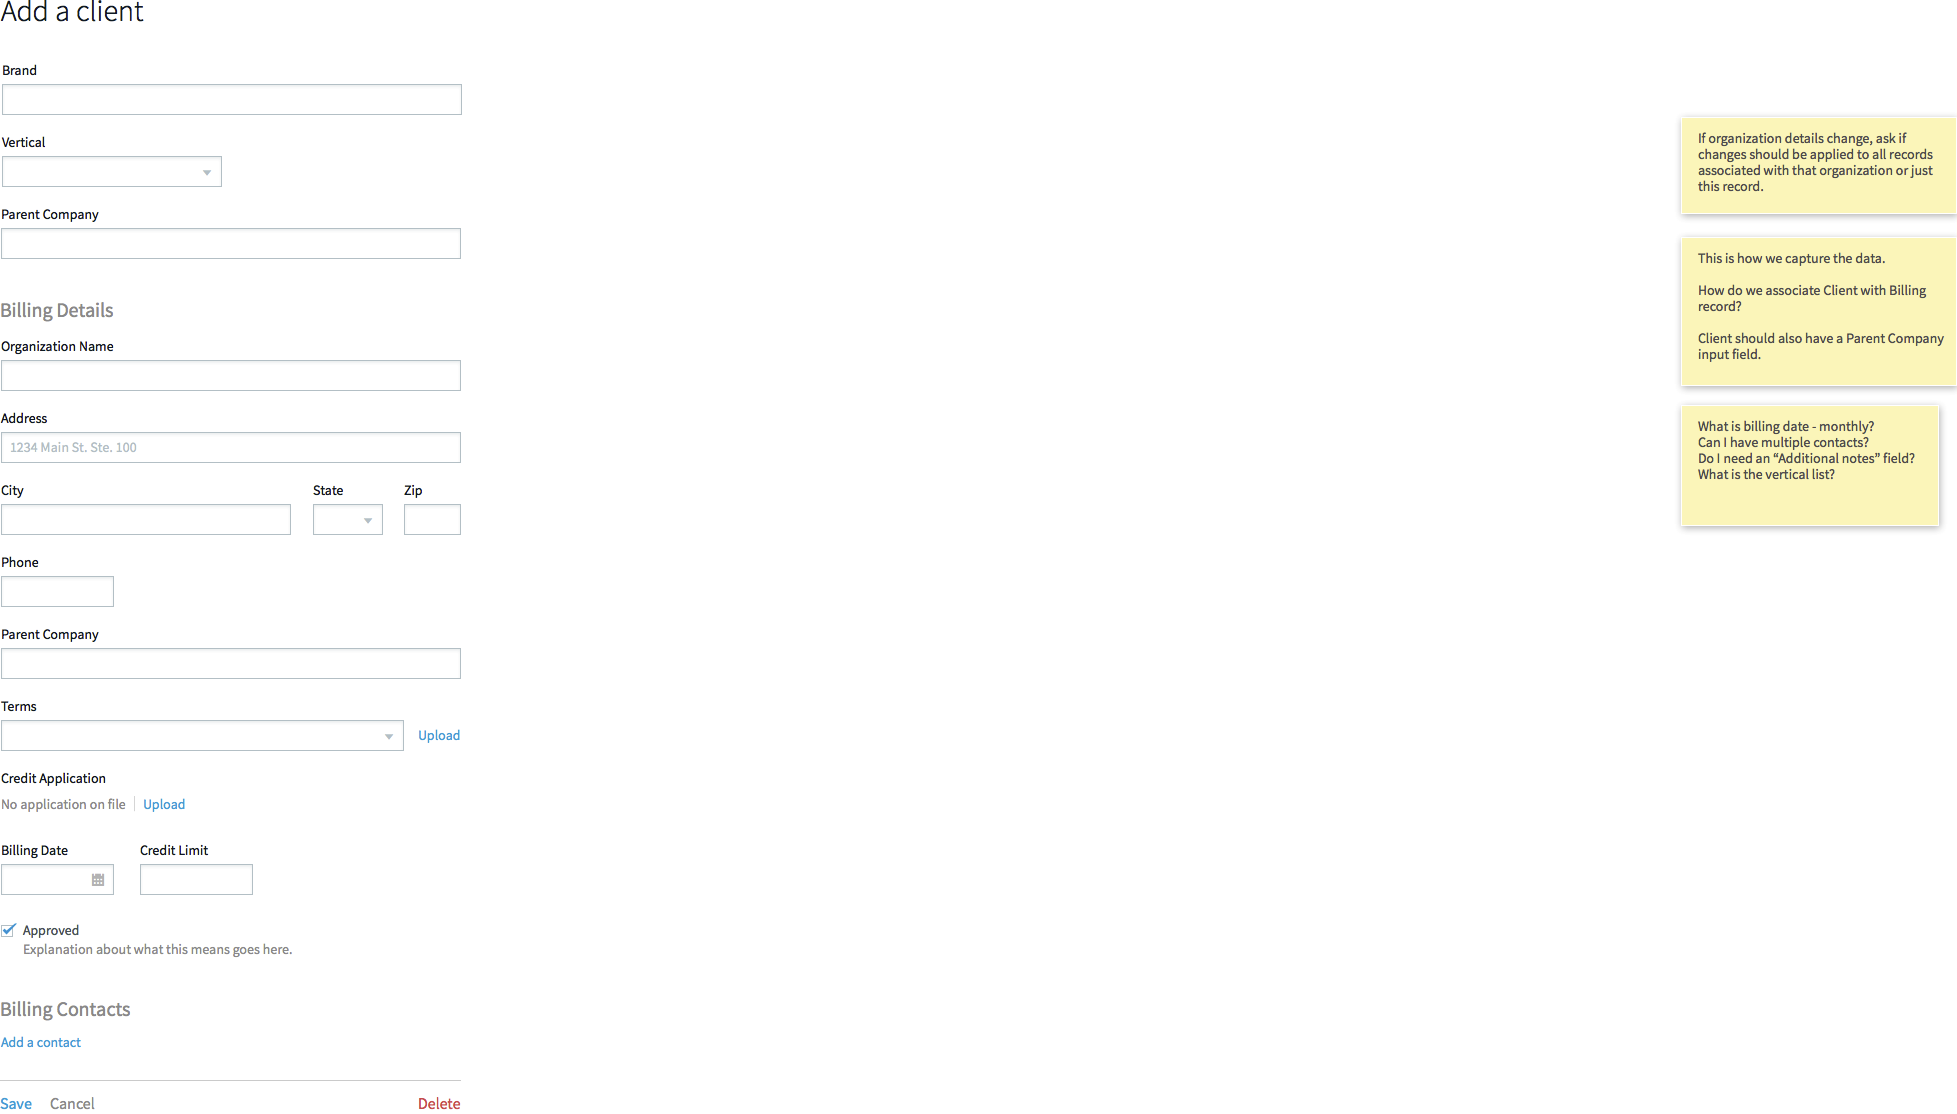 Add a client
Brand
Vertical
Parent Company
Billing Details
Organization Name
Address
1234 Main St. Ste. 100
City State Zip
Phone
Parent Company
Terms
Upload
Credit Application
No application on file Upload
Billing Date Credit Limit
Approved
Explanation about what this means goes here.
Billing Contacts
Add a contact
Save Cancel Delete
If organization details change, ask if
changes should be applied to all records
associated with that organization or just
this record.
This is how we capture the data.
How do we associate Client with Billing
record?
Client should also have a Parent Company
input field.
What is billing date - monthly?
Can I have multiple contacts?
Do I need an “Additional notes” field?
What is the vertical list?